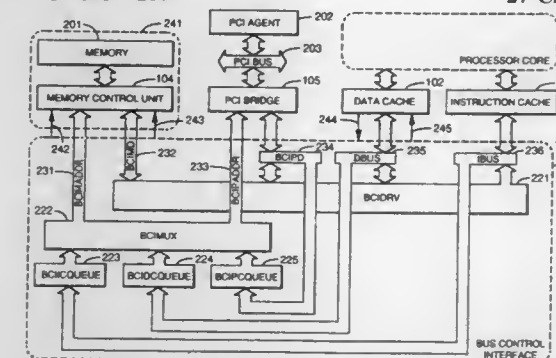 201
241
202
MEMORY
PCI AGENT
203
PCI BUS
PROCESSOR CORE
104
105
102
MEMORY CONTROL UNIT
PCI BRIDGE
DATA CACHE
INSTRUCTION CACHE
243
244
245
242
BCIMD
232
233
234
235
236
231
BCIPD
DBUS
IBUS
221
BCIMADDR
BCIPADDR
BCIDRV
222
BCIMUX
223
224
225
BCIICQUEUE
BCIDCQUEUE
BCIPCQUEUE
BUS CONTROL
INTERFACE